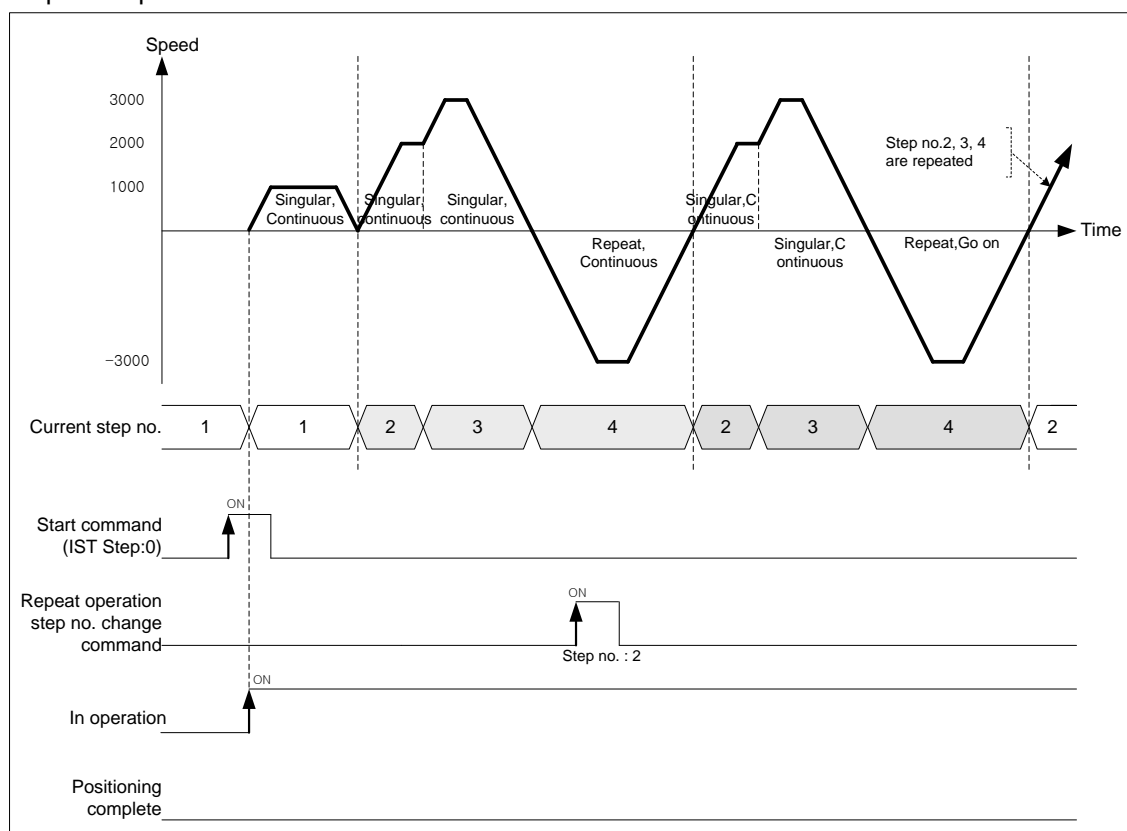 Speed
3000
2000
1000
-3000
Singular,
Continuous
Singular,
continuous
Singular,
continuous
Repeat,
Continuous
Singular,C
ontinuous
Singular,C
ontinuous
Repeat,Go on
Step no.2, 3, 4
are repeated
Time
Current step no.
1
1
2
3
4
2
3
4
2
Start command
(IST Step:0)
ON
Repeat operation
step no. change
command
ON
Step no. : 2
In operation
ON
Positioning
complete